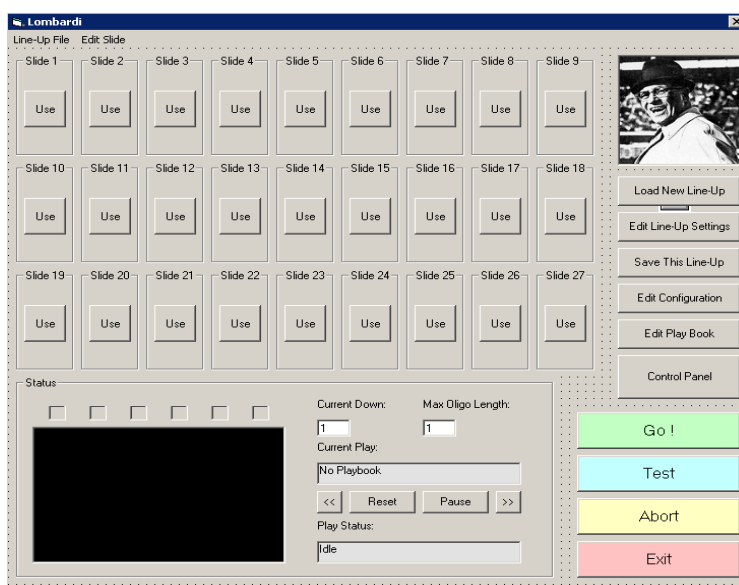 Lombardi
Line-Up File Edit Slide
Slide 1 Slide 2 Slide 3 Slide 4 Slide 5 Slide 6 Slide 7 Slide 8 Slide 9
Use Use Use Use Use Use Use Use Use
Slide 10 Slide 11 Slide 12 Slide 13 Slide 14 Slide 15 Slide 16 Slide 17 Slide 18
Use Use Use Use Use Use Use Use Use
Slide 19 Slide 20 Slide 21 Slide 22 Slide 23 Slide 24 Slide 25 Slide 26 Slide 27
Use Use Use Use Use Use Use Use Use
Load New Line-Up
Edit Line-Up Settings
Save This Line-Up
Edit Configuration
Edit Play Book
Control Panel
Status
Current Down: Max Oligo Length:
1 1
Current Play:
No Playbook
<< Reset Pause >>
Play Status:
Idle
Go !
Test
Abort
Exit